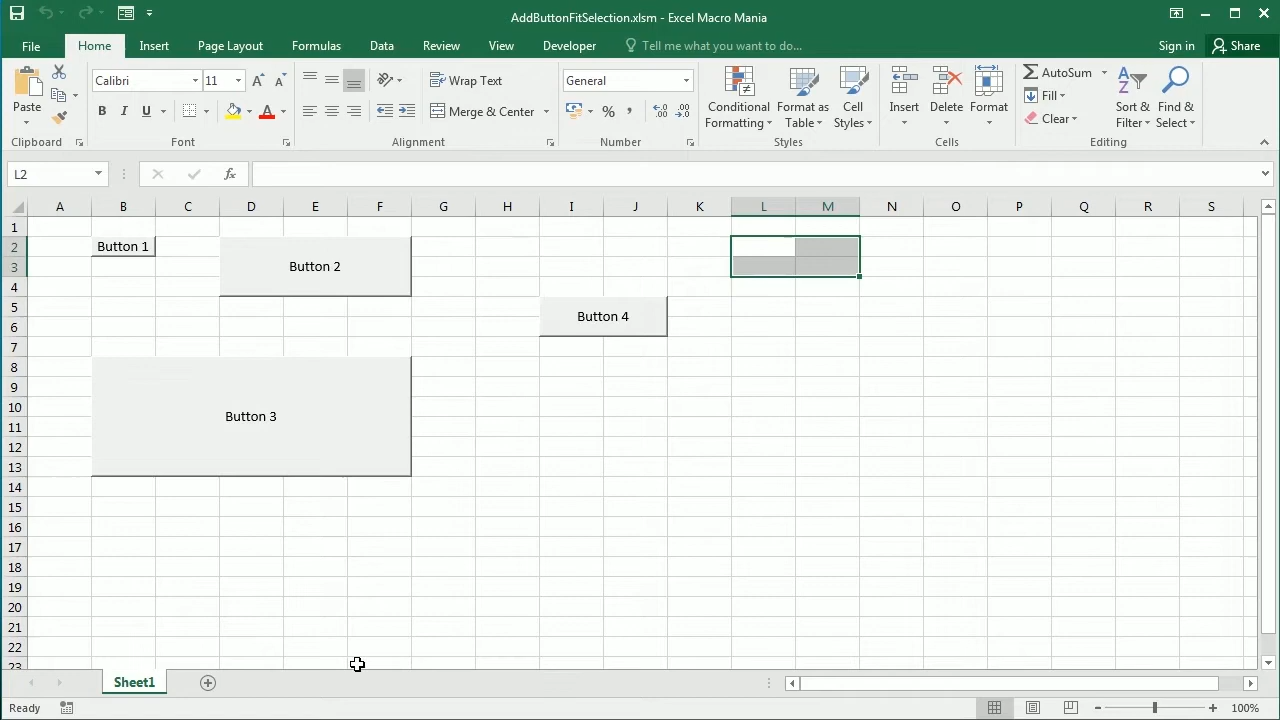 AddButtonFitSelection.xlsm - Excel Macro Mania
File Home Insert Page Layout Formulas Data Review View Developer Tell me what you want to do... Sign in Share
Calibri 11 Wrap Text General AutoSum
Paste Conditional Formatting Format as Table Cell Styles Insert Delete Format Fill Sort & Filter Find & Select
B I U Merge & Center % Clear
Clipboard Font Alignment Number Styles Cells Editing
L2 fx
A B C D E F G H I J K L M N O P Q R S
1
2 Button 1
3 Button 2
4
5
6 Button 4
7
8
9
10 Button 3
11
12
13
14
15
16
17
18
19
20
21
22
23
Sheet1
Ready 100%